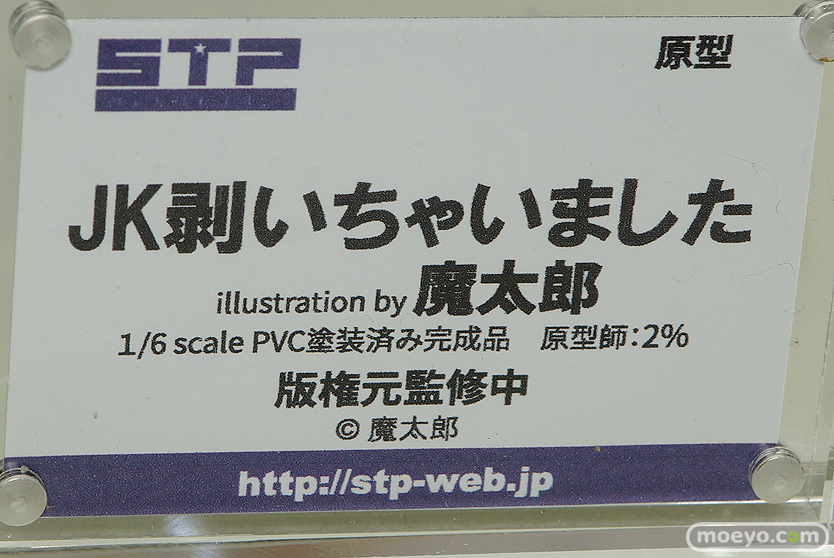 STP
原型
JK剥いちゃいました
illustration by 魔太郎
1/6 scale PVC塗装済み完成品 原型師：2%
版権元監修中
© 魔太郎
http://stp-web.jp
moeyo.com